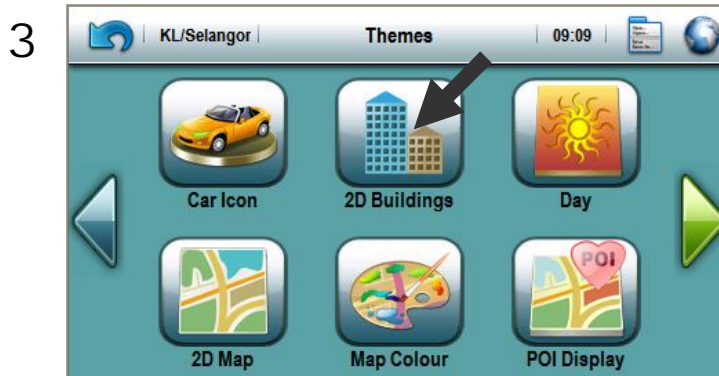 3
KL/Selangor Themes 09:09
Car Icon 2D Buildings Day
POI
2D Map Map Colour POI Display